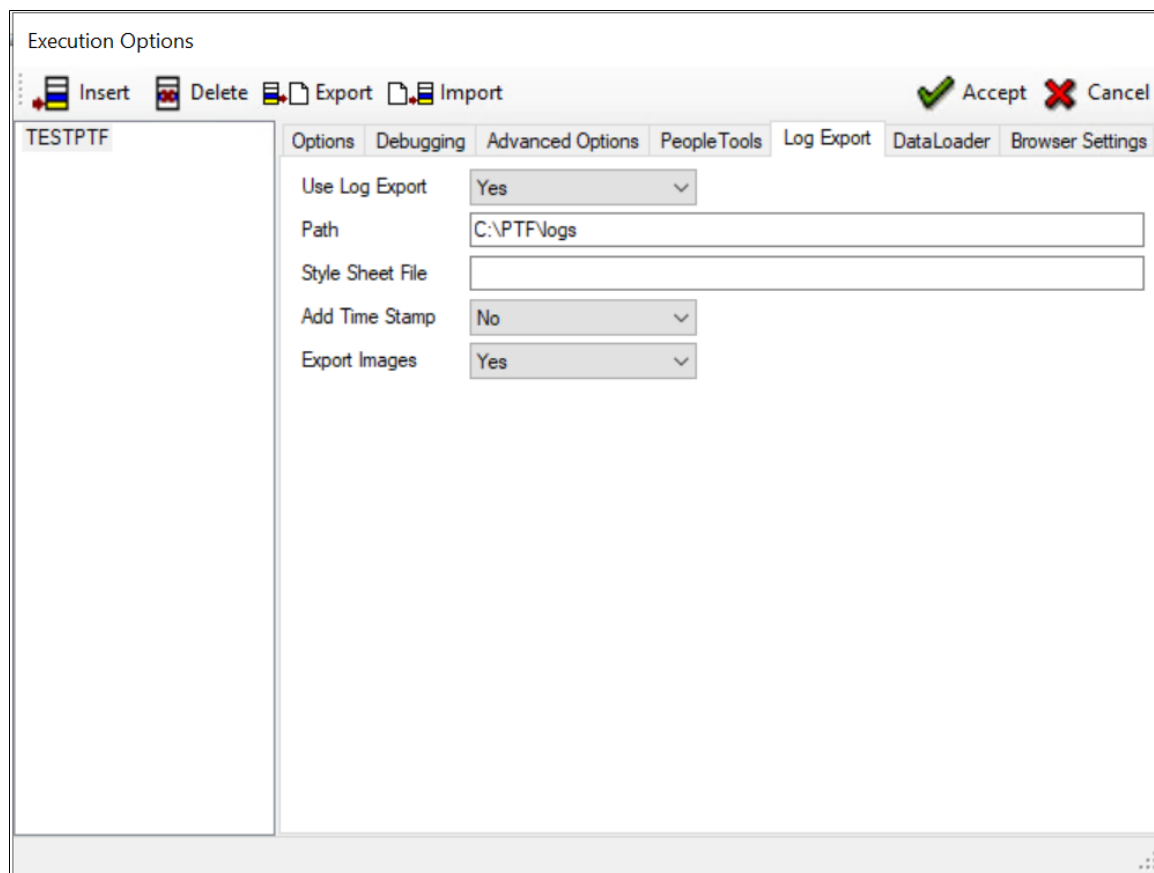 Execution Options
Insert Delete Export Import Accept Cancel
TESTPTF
Options Debugging Advanced Options PeopleTools Log Export DataLoader Browser Settings
Use Log Export Yes
Path C:\PTF\logs
Style Sheet File
Add Time Stamp No
Export Images Yes